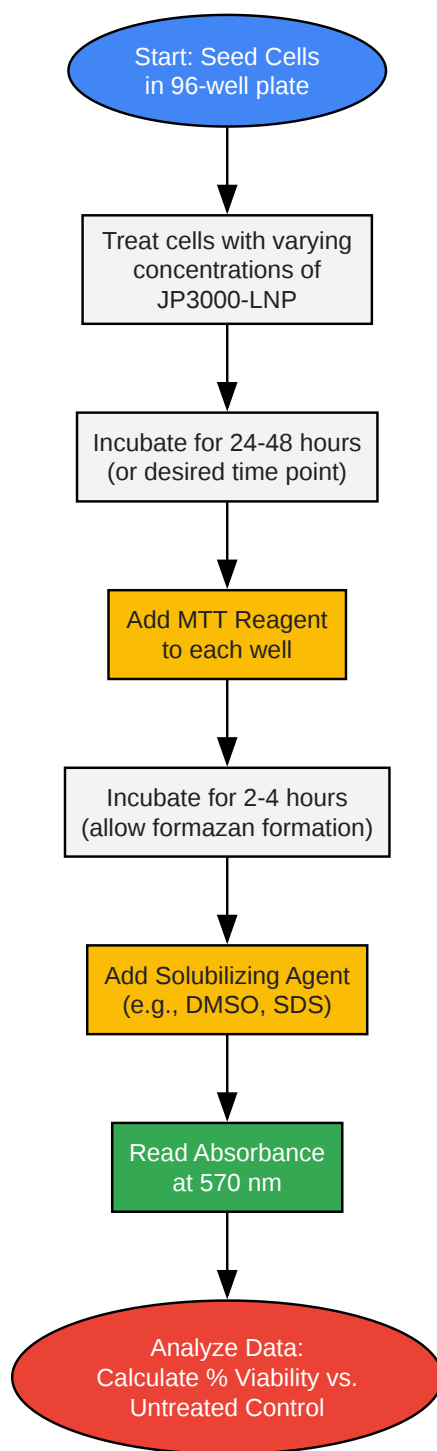 Start: Seed Cells
in 96-well plate
Treat cells with varying
concentrations of
JP3000-LNP
Incubate for 24-48 hours
(or desired time point)
Add MTT Reagent
to each well
Incubate for 2-4 hours
(allow formazan formation)
Add Solubilizing Agent
(e.g., DMSO, SDS)
Read Absorbance
at 570 nm
Analyze Data:
Calculate % Viability vs.
Untreated Control